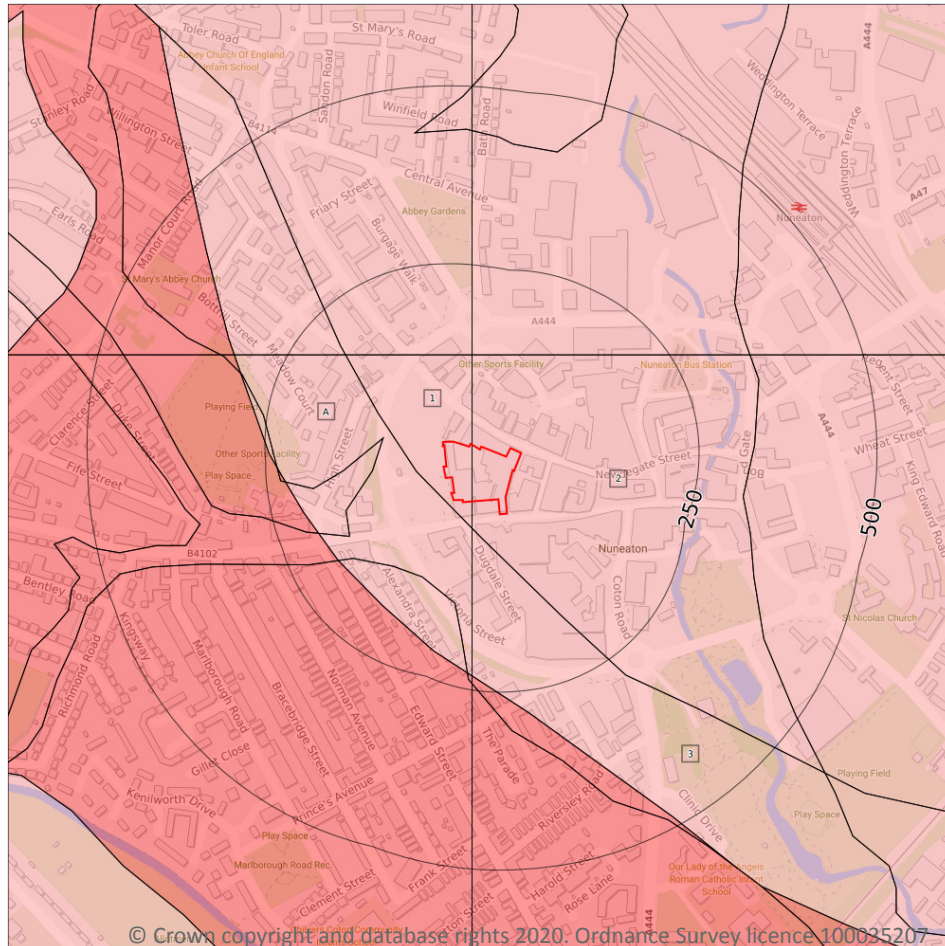 Toler Road
St Mary's Road
A444
Abbey Church Of England
Infant School
Sandon Road
Weddington Terrace
Stanley Road
Willington Street
Winfield Road
Bath Road
B4114
Weddington Terrace
Central Avenue
Friary Street
Abbey Gardens
A47
Earls Road
Manor Court Road
Burgage Walk
Nuneaton
St Mary's Abbey Church
Bottrill Street
A444
Meadow Court
Other Sports Facility
Nuneaton Bus Station
Regent Street
Clarence Street
Duke Street
Playing Field
A
1
A444
Other Sports Facility
Play Space
High Street
Newdegate Street
2
Bond Gate
Wheat Street
King Edward Road
Fife Street
250
500
B4102
Nuneaton
Bentley Road
Alexandra Street
Dugdale Street
Victoria Street
Coton Road
St Nicolas Church
Kingsway
Richmond Road
Marlborough Road
Norman Avenue
Bracebridge Street
Edward Street
The Parade
Gillet Close
3
Playing Field
Kenilworth Drive
Prince's Avenue
Riversley Road
Clinic Drive
Play Space
Play Space
Marlborough Road Rec
Frank Street
Harold Street
Our Lady of the Angels
Roman Catholic Infant
School
Clement Street
Rose Lane
A444
© Crown copyright and database rights 2020. Ordnance Survey licence 100035207